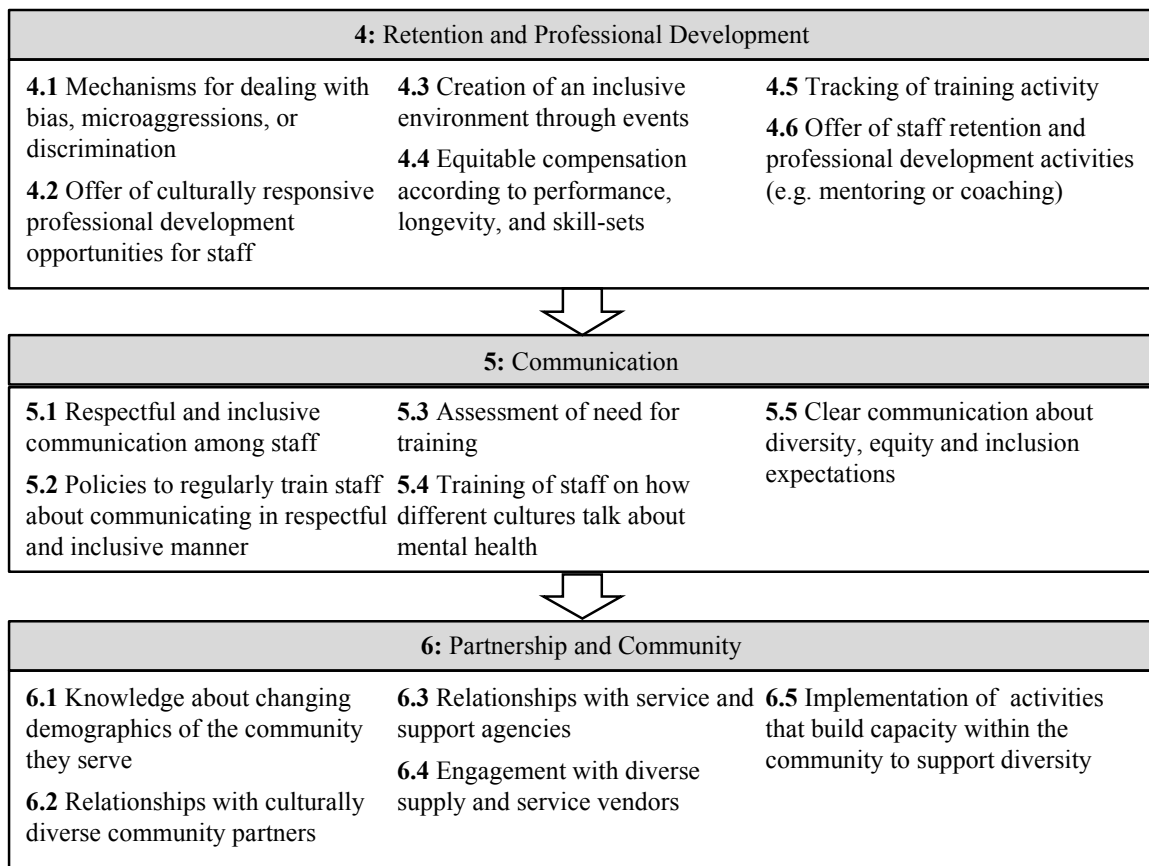 4: Retention and Professional Development
4.1 Mechanisms for dealing with
bias, microaggressions, or
discrimination
4.2 Offer of culturally responsive
professional development
opportunities for staff
4.3 Creation of an inclusive
environment through events
4.4 Equitable compensation
according to performance,
longevity, and skill-sets
4.5 Tracking of training activity
4.6 Offer of staff retention and
professional development activities
(e.g. mentoring or coaching)
5: Communication
5.1 Respectful and inclusive
communication among staff
5.2 Policies to regularly train staff
about communicating in respectful
and inclusive manner
5.3 Assessment of need for
training
5.4 Training of staff on how
different cultures talk about
mental health
5.5 Clear communication about
diversity, equity and inclusion
expectations
6: Partnership and Community
6.1 Knowledge about changing
demographics of the community
they serve
6.2 Relationships with culturally
diverse community partners
6.3 Relationships with service and
support agencies
6.4 Engagement with diverse
supply and service vendors
6.5 Implementation of activities
that build capacity within the
community to support diversity